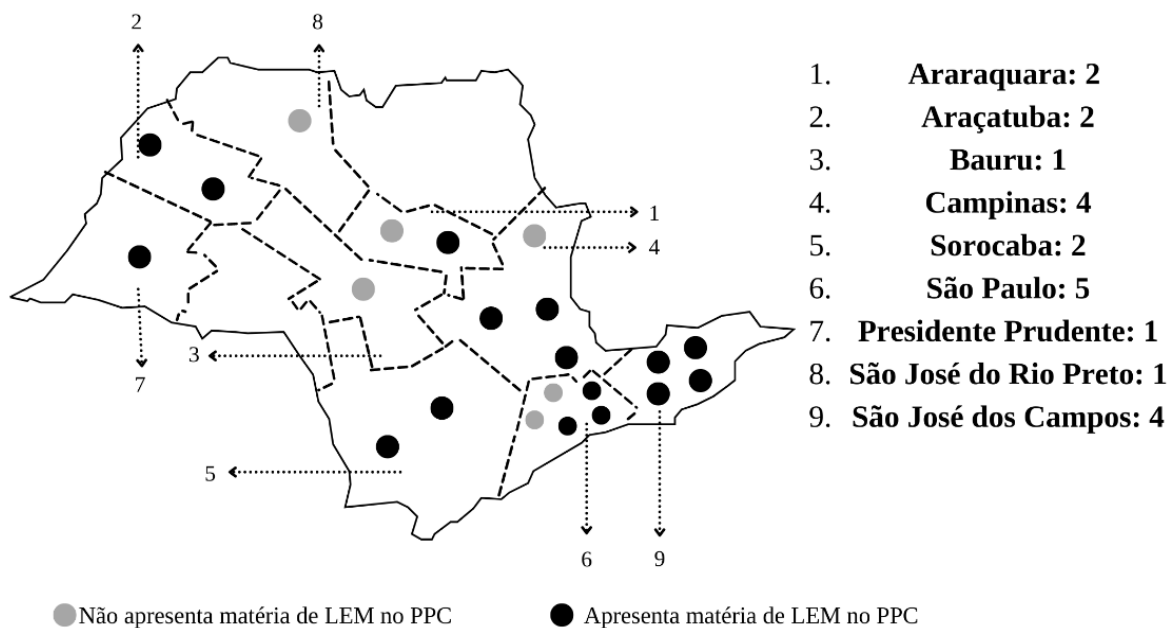 2
8
1. Araraquara: 2
2. Araçatuba: 2
3. Bauru: 1
4. Campinas: 4
5. Sorocaba: 2
6. São Paulo: 5
7. Presidente Prudente: 1
8. São José do Rio Preto: 1
9. São José dos Campos: 4
1
4
3
7
5
6
9
Não apresenta matéria de LEM no PPC
Apresenta matéria de LEM no PPC